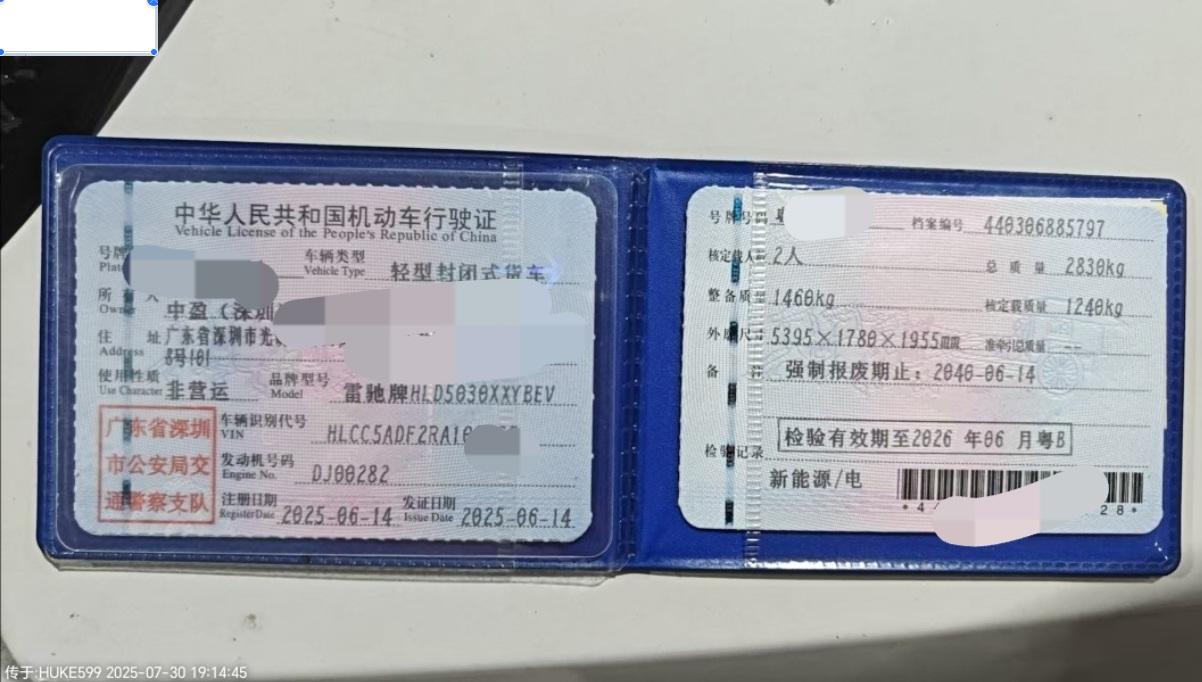 中华人民共和国机动车行驶证
Vehicle License of the People's Republic of China
号牌
车辆类型 轻型封闭式货车
Vehicle Type
所有人 中盈（深圳
Owner
住址 广东省深圳市光
Address 8号101
使用性质 非营运
Use Character
品牌型号 雷驰牌HLD5030XXYBEV
Model
广东省深圳
市公安局交
通警察支队
车辆识别代号 HLCC5ADF2RA10
VIN
发动机号码 DJ00282
Engine No.
注册日期 2025-06-14
Register Date
发证日期 2025-06-14
Issue Date
号牌号码
档案编号 440306885797
核定载人数 2人
总质量 2830kg
整备质量 1460kg
核定载质量 1240kg
外廓尺寸 5395×1780×1955毫米
准牵引总质量 --
备注 强制报废期止：2040-06-14
检验记录 检验有效期至2026年06月粤B
新能源/电
*4 28*
传于:HUKE599 2025-07-30 19:14:45